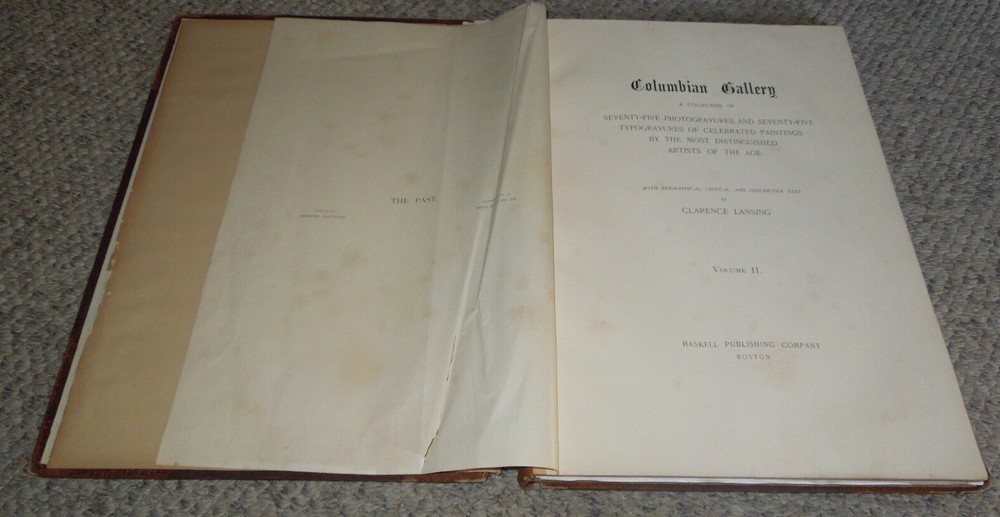 THE PAST
Columbian Gallery
A COLLECTION OF
SEVENTY-FIVE PHOTOGRAVURES AND SEVENTY-FIVE
TYPOGRAVURES OF CELEBRATED PAINTINGS
BY THE MOST DISTINGUISHED
ARTISTS OF THE AGE
WITH BIOGRAPHICAL CRITICAL AND DESCRIPTIVE TEXT
BY
CLARENCE LANSING
VOLUME II.
HASKELL PUBLISHING COMPANY
BOSTON